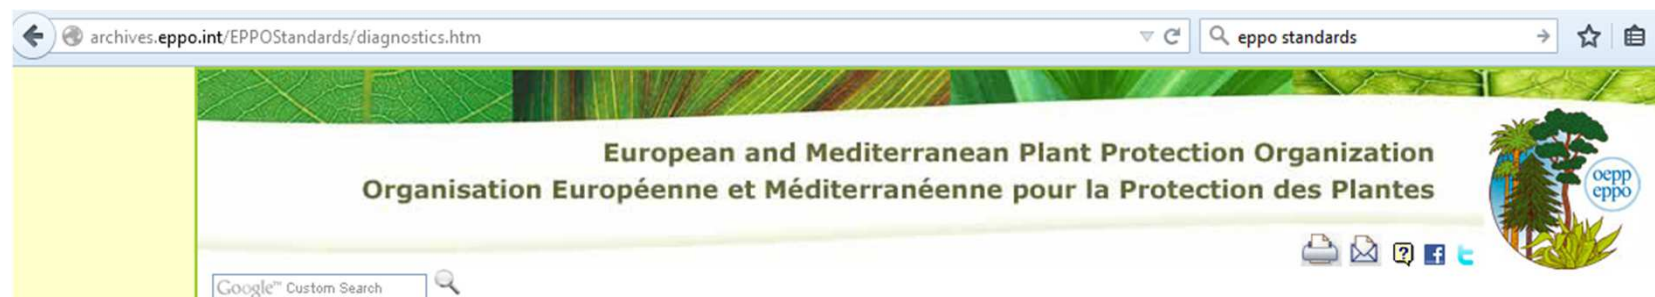 archives.eppo.int/EPPOStandards/diagnostics.htm
eppo standards
European and Mediterranean Plant Protection Organization
Organisation Européenne et Méditerranéenne pour la Protection des Plantes
oepp
eppo
Google™ Custom Search